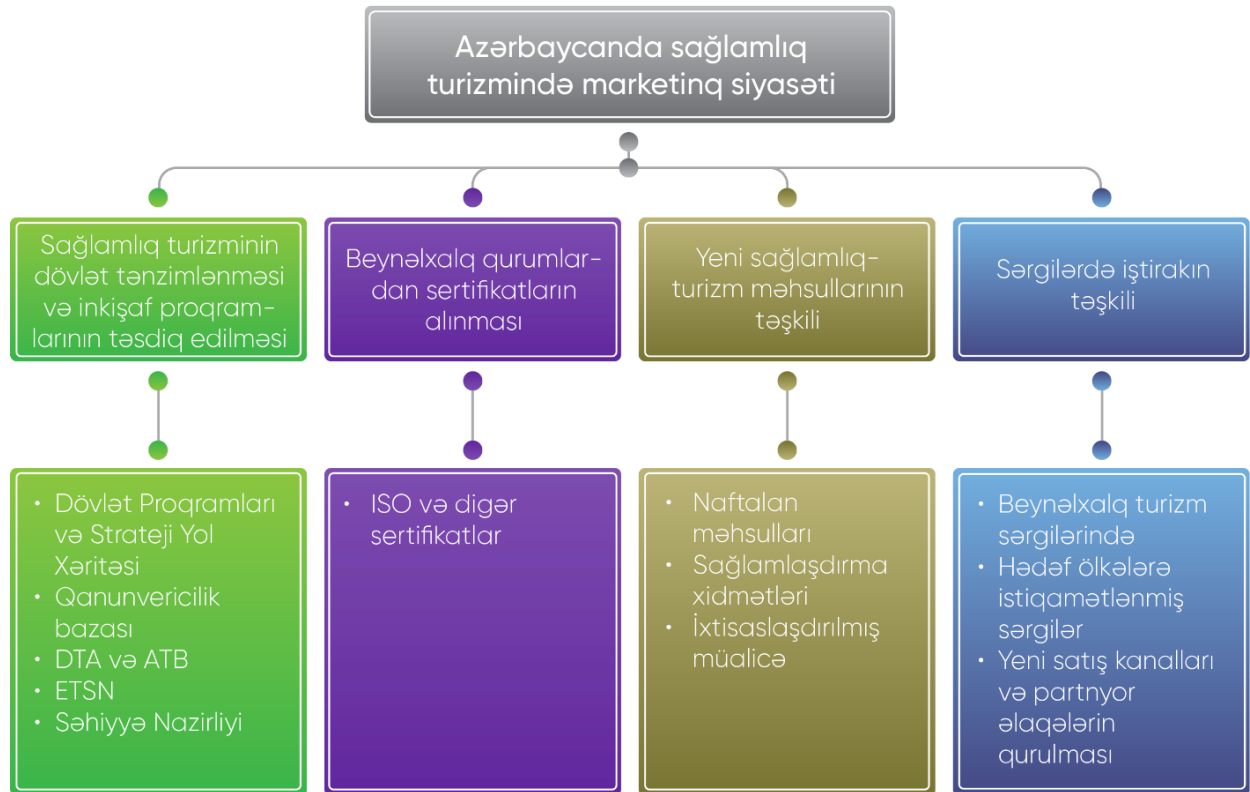 Azərbaycanda sağlamlıq
turizmində marketinq siyasəti
Sağlamlıq turizminin
dövlət tənzimlənməsi
və inkişaf proqram-
larının təsdiq edilməsi
Beynəlxalq qurumlar-
dan sertifikatların
alınması
Yeni sağlamlıq-
turizm məhsullarının
təşkili
Sərgilərdə iştirakın
təşkili
• Dövlət Proqramları
və Strateji Yol
Xəritəsi
• Qanunvericilik
bazası
• DTA və ATB
• ETSN
• Səhiyyə Nazirliyi
• ISO və digər
sertifikatlar
• Naftalan
məhsulları
• Sağlamlaşdırma
xidmətləri
• İxtisaslaşdırılmış
müalicə
• Beynəlxalq turizm
sərgilərində
• Hədəf ölkələrə
istiqamətlənmiş
sərgilər
• Yeni satış kanalları
və partnyor
əlaqələrin
qurulması